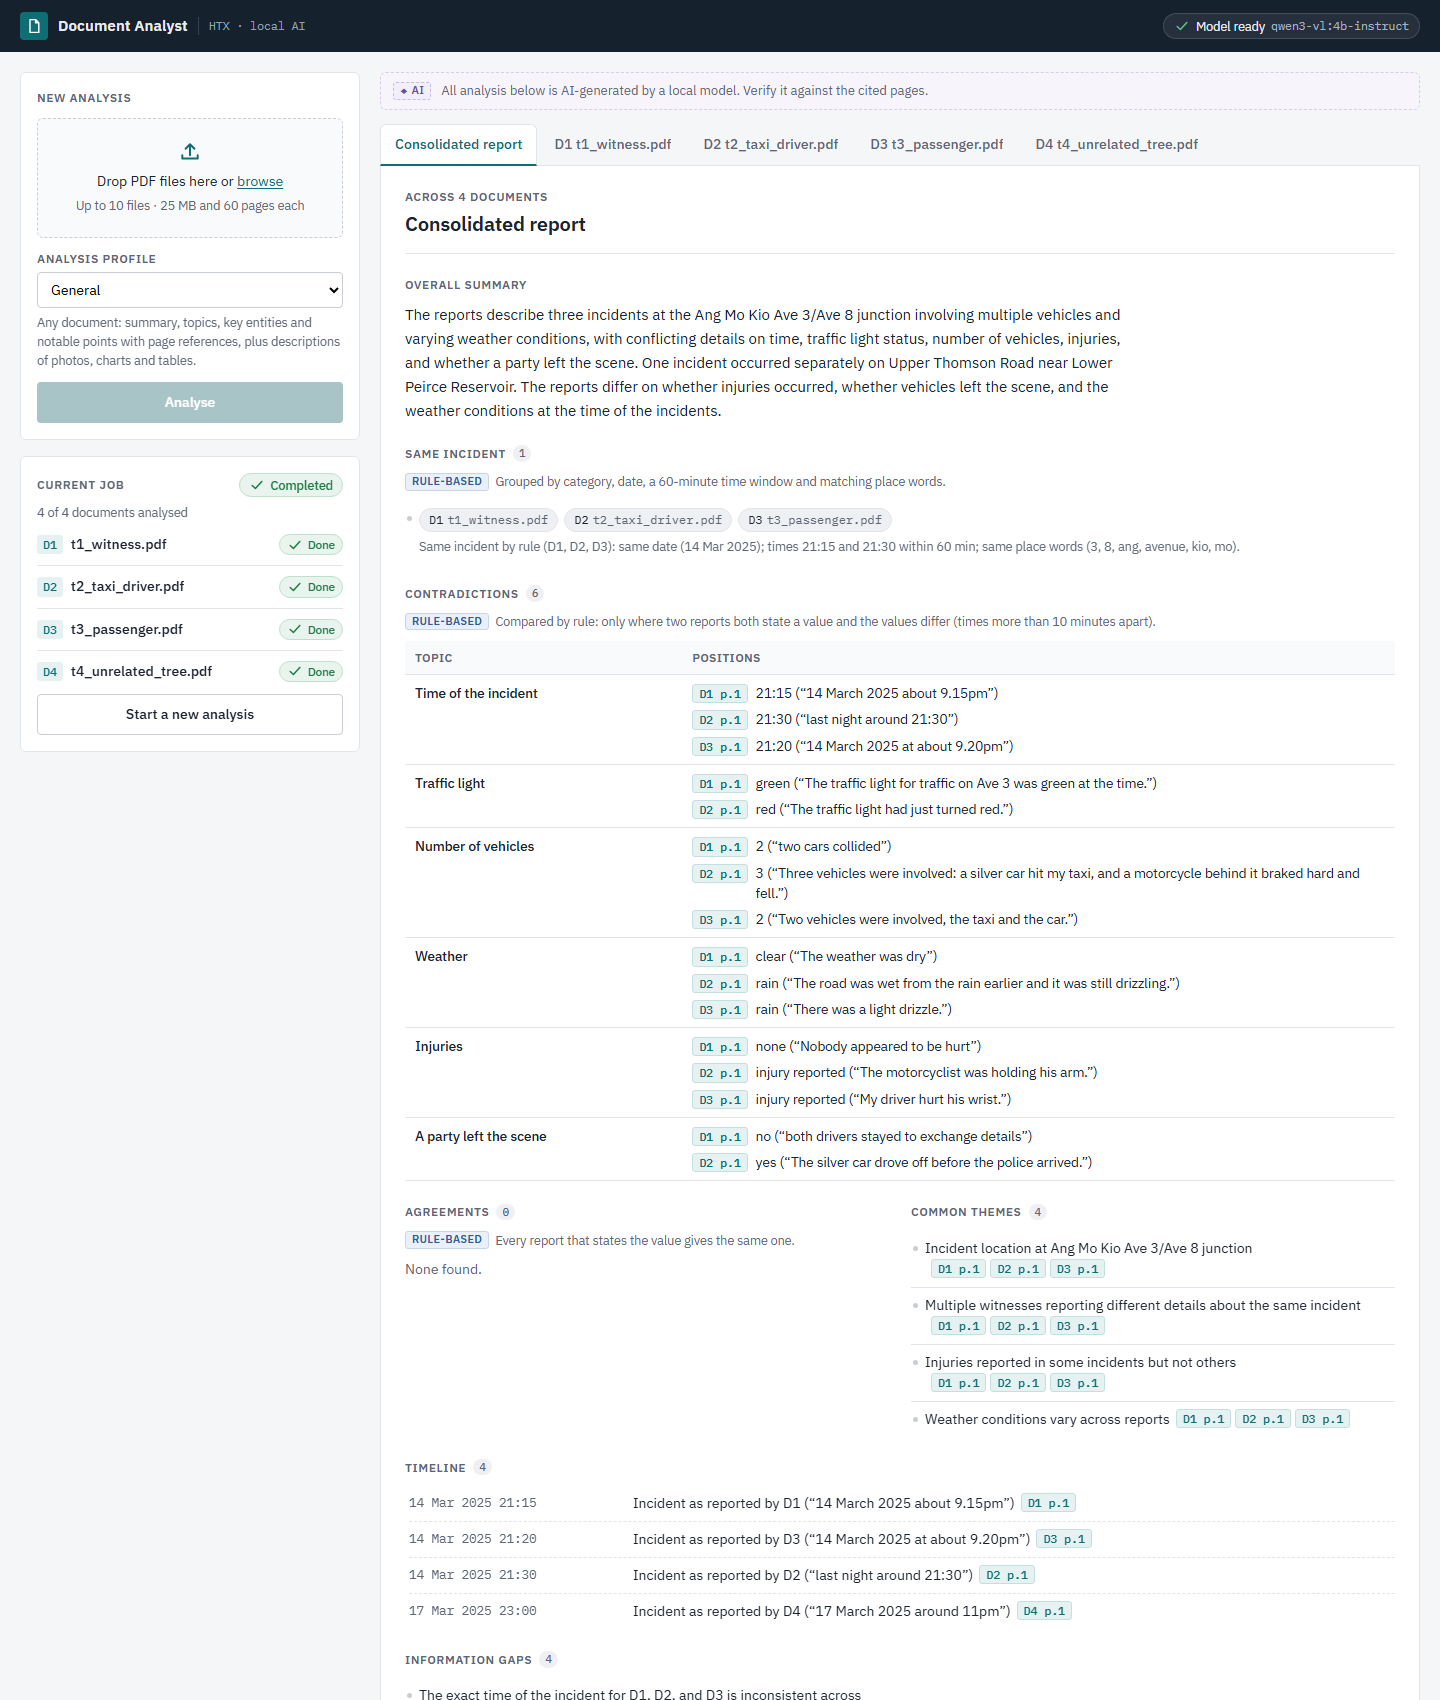 Document Analyst
HTX · local AI
Model ready qwen3-vl:4b-instruct
NEW ANALYSIS
Drop PDF files here or browse
Up to 10 files · 25 MB and 60 pages each
ANALYSIS PROFILE
General
Any document: summary, topics, key entities and
notable points with page references, plus descriptions
of photos, charts and tables.
Analyse
CURRENT JOB
Completed
4 of 4 documents analysed
D1 t1_witness.pdf Done
D2 t2_taxi_driver.pdf Done
D3 t3_passenger.pdf Done
D4 t4_unrelated_tree.pdf Done
Start a new analysis
AI All analysis below is AI-generated by a local model. Verify it against the cited pages.
Consolidated report
D1 t1_witness.pdf
D2 t2_taxi_driver.pdf
D3 t3_passenger.pdf
D4 t4_unrelated_tree.pdf
ACROSS 4 DOCUMENTS
Consolidated report
OVERALL SUMMARY
The reports describe three incidents at the Ang Mo Kio Ave 3/Ave 8 junction involving multiple vehicles and
varying weather conditions, with conflicting details on time, traffic light status, number of vehicles, injuries,
and whether a party left the scene. One incident occurred separately on Upper Thomson Road near Lower
Peirce Reservoir. The reports differ on whether injuries occurred, whether vehicles left the scene, and the
weather conditions at the time of the incidents.
SAME INCIDENT 1
RULE-BASED Grouped by category, date, a 60-minute time window and matching place words.
D1 t1_witness.pdf D2 t2_taxi_driver.pdf D3 t3_passenger.pdf
Same incident by rule (D1, D2, D3): same date (14 Mar 2025); times 21:15 and 21:30 within 60 min; same place words (3, 8, ang, avenue, kio, mo).
CONTRADICTIONS 6
RULE-BASED Compared by rule: only where two reports both state a value and the values differ (times more than 10 minutes apart).
TOPIC POSITIONS
Time of the incident
D1 p.1 21:15 (“14 March 2025 about 9.15pm”)
D2 p.1 21:30 (“last night around 21:30”)
D3 p.1 21:20 (“14 March 2025 at about 9.20pm”)
Traffic light
D1 p.1 green (“The traffic light for traffic on Ave 3 was green at the time.”)
D2 p.1 red (“The traffic light had just turned red.”)
Number of vehicles
D1 p.1 2 (“two cars collided”)
D2 p.1 3 (“Three vehicles were involved: a silver car hit my taxi, and a motorcycle behind it braked hard and
fell.”)
D3 p.1 2 (“Two vehicles were involved, the taxi and the car.”)
Weather
D1 p.1 clear (“The weather was dry”)
D2 p.1 rain (“The road was wet from the rain earlier and it was still drizzling.”)
D3 p.1 rain (“There was a light drizzle.”)
Injuries
D1 p.1 none (“Nobody appeared to be hurt”)
D2 p.1 injury reported (“The motorcyclist was holding his arm.”)
D3 p.1 injury reported (“My driver hurt his wrist.”)
A party left the scene
D1 p.1 no (“both drivers stayed to exchange details”)
D2 p.1 yes (“The silver car drove off before the police arrived.”)
AGREEMENTS 0
RULE-BASED Every report that states the value gives the same one.
None found.
COMMON THEMES 4
Incident location at Ang Mo Kio Ave 3/Ave 8 junction
D1 p.1 D2 p.1 D3 p.1
Multiple witnesses reporting different details about the same incident
D1 p.1 D2 p.1 D3 p.1
Injuries reported in some incidents but not others
D1 p.1 D2 p.1 D3 p.1
Weather conditions vary across reports D1 p.1 D2 p.1 D3 p.1
TIMELINE 4
14 Mar 2025 21:15 Incident as reported by D1 (“14 March 2025 about 9.15pm”) D1 p.1
14 Mar 2025 21:20 Incident as reported by D3 (“14 March 2025 at about 9.20pm”) D3 p.1
14 Mar 2025 21:30 Incident as reported by D2 (“last night around 21:30”) D2 p.1
17 Mar 2025 23:00 Incident as reported by D4 (“17 March 2025 around 11pm”) D4 p.1
INFORMATION GAPS 4
The exact time of the incident for D1, D2, and D3 is inconsistent across